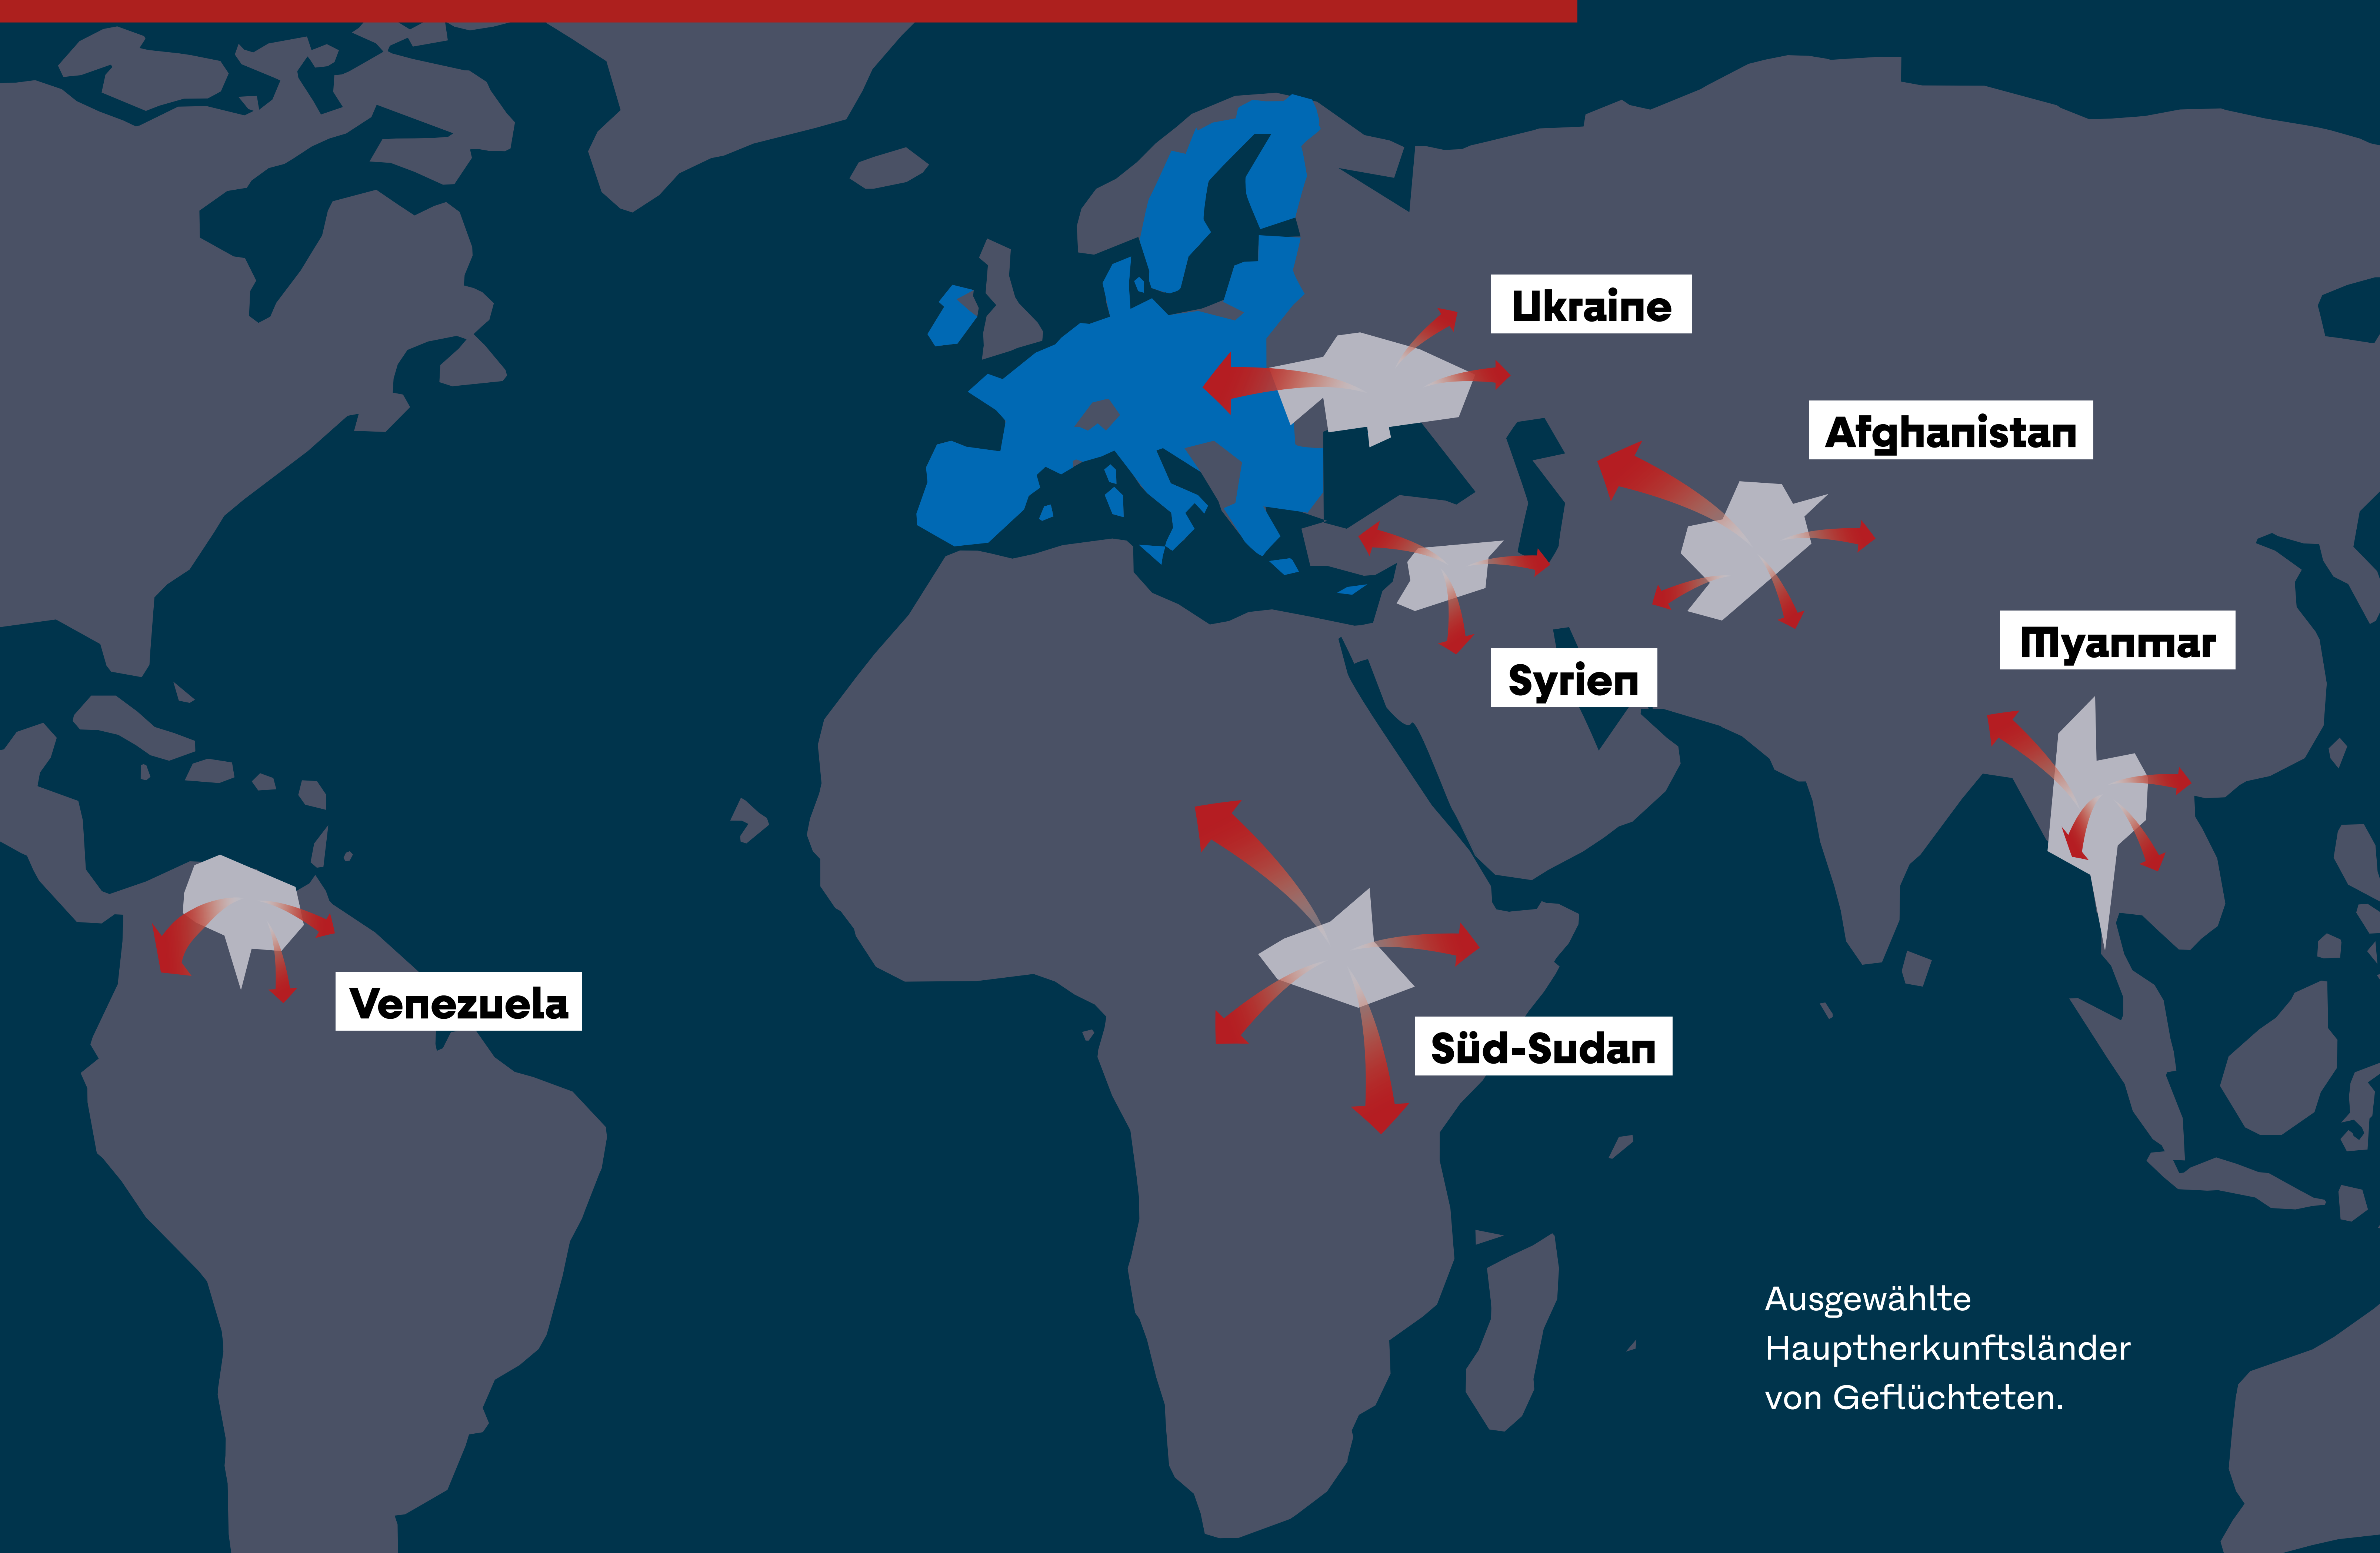 Ukraine
Afghanistan
Myanmar
Syrien
Venezuela
Süd-Sudan
Ausgewählte
Hauptherkunftsländer
von Geflüchteten.